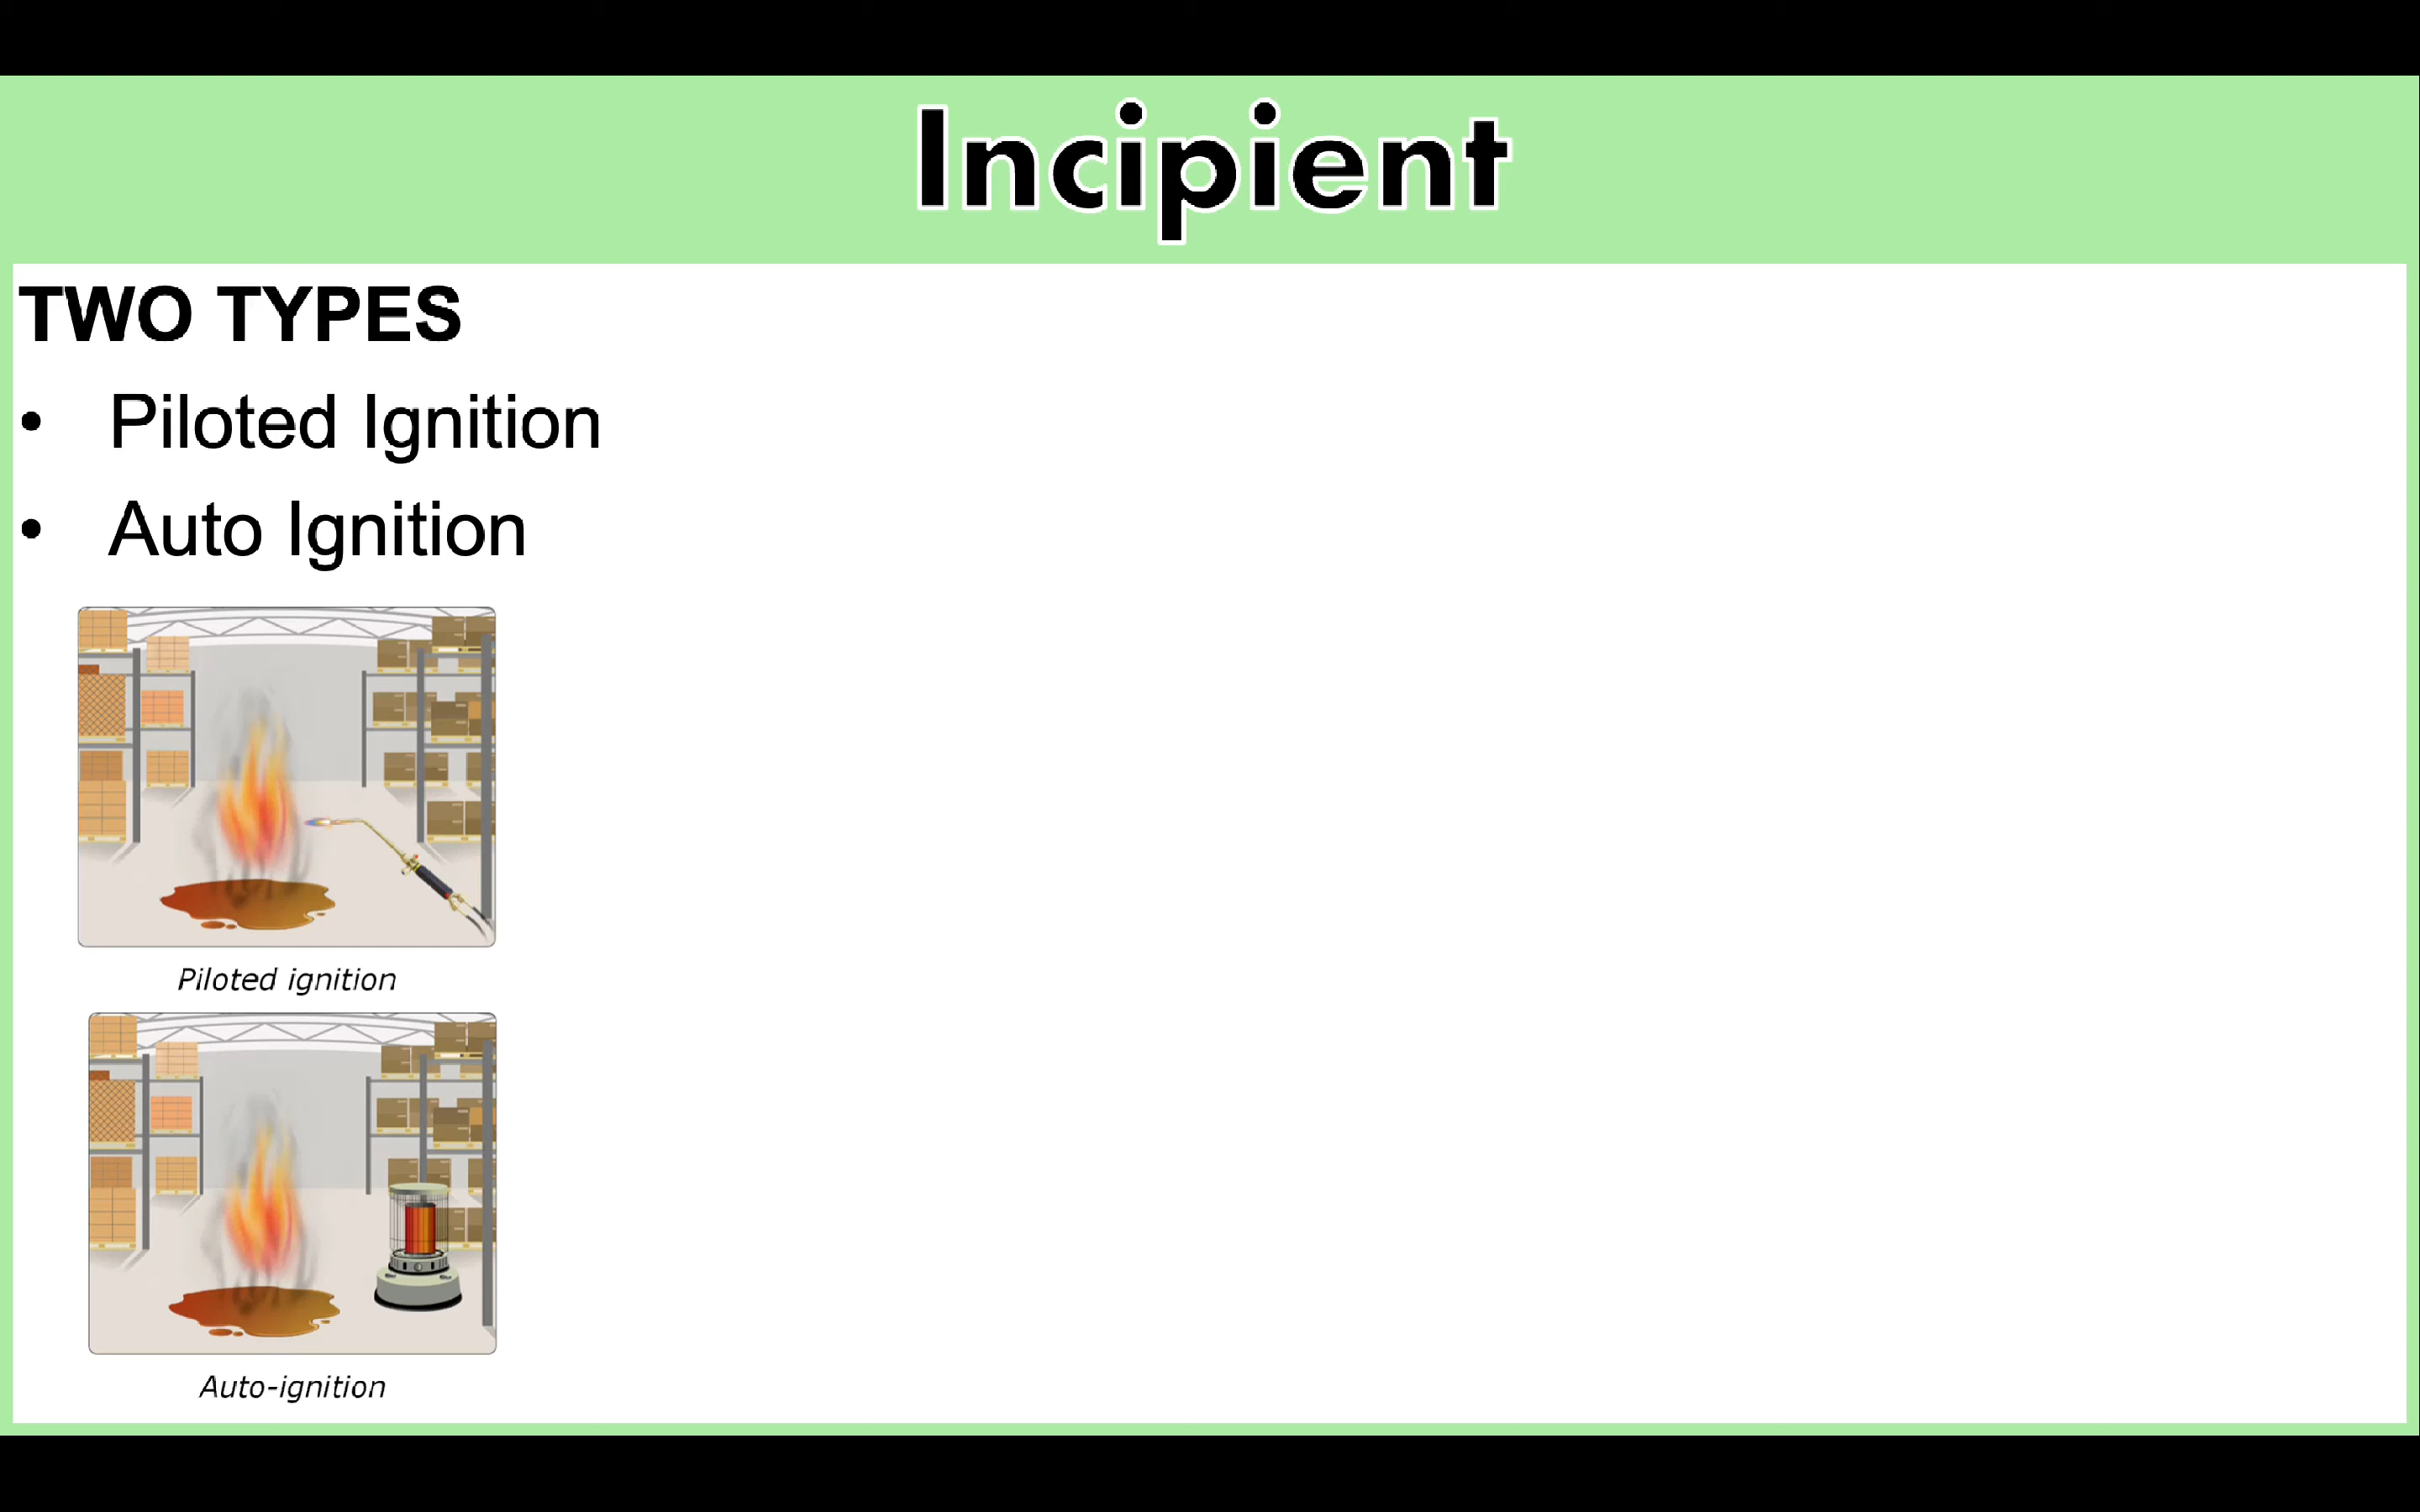 Incipient
TWO TYPES
• Piloted Ignition
• Auto Ignition
Piloted ignition
Auto-ignition